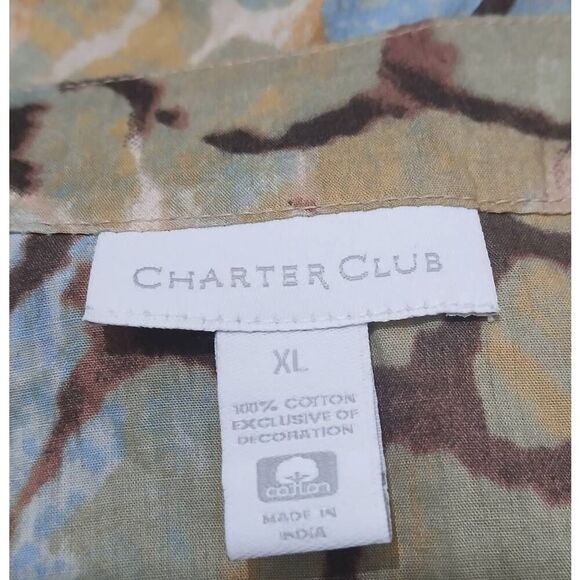 CHARTER CLUB
XL
100% COTTON
EXCLUSIVE OF
DECORATION
cotton
MADE IN
INDIA